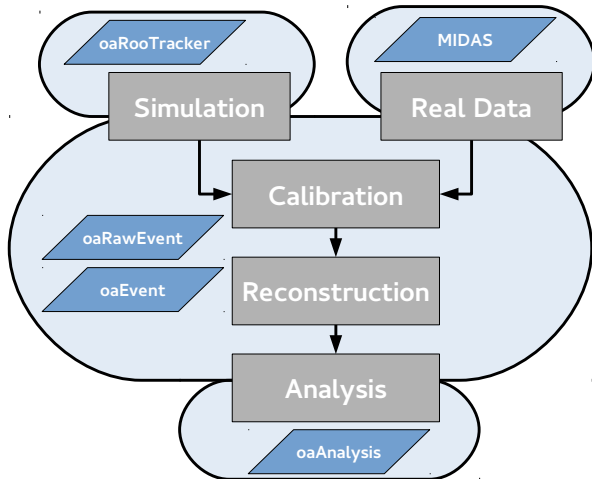 oaRooTracker
MIDAS
Simulation
Real Data
Calibration
oaRawEvent
oaEvent
Reconstruction
Analysis
oaAnalysis